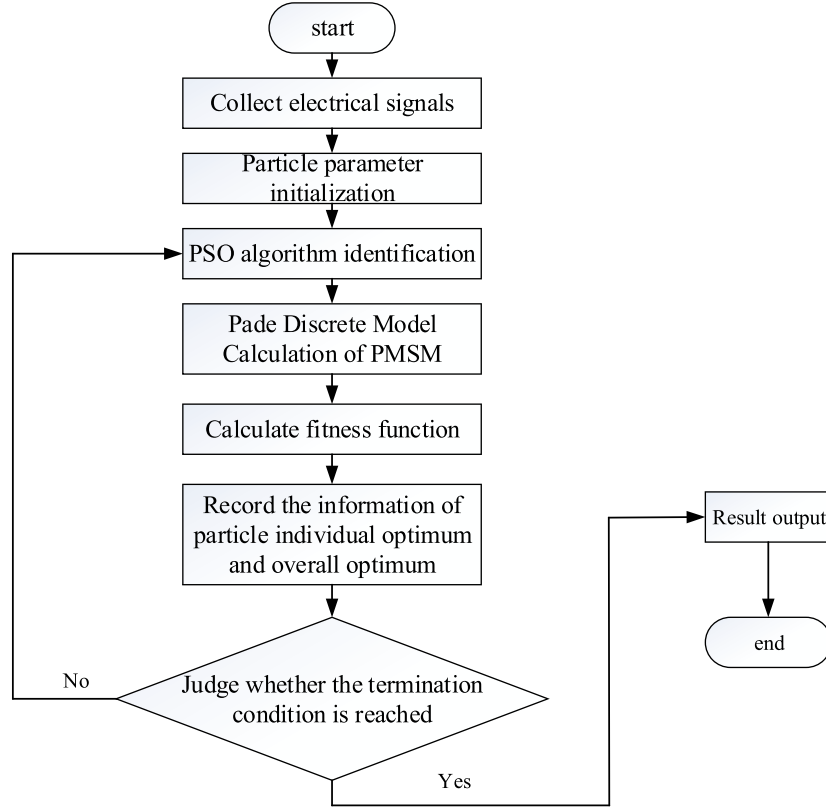 start
Collect electrical signals
Particle parameter
initialization
PSO algorithm identification
Pade Discrete Model
Calculation of PMSM
Calculate fitness function
Record the information of
particle individual optimum
and overall optimum
Judge whether the termination
condition is reached
No
Yes
Result output
end